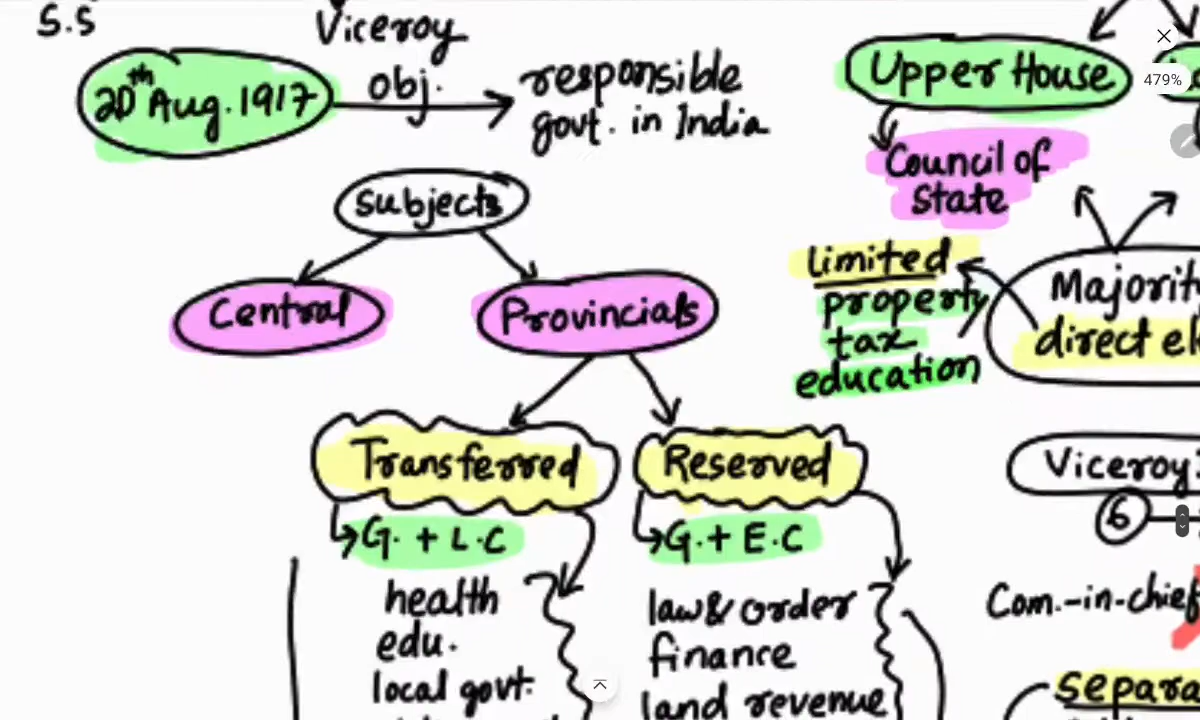 S.S
Viceroy
20th Aug. 1917
obj.
responsible
govt. in India
Subjects
Central
Provincials
Transferred
G. + L.C
health
edu.
local govt.
Reserved
G. + E.C
law & order
finance
land revenue
Upper House
Council of
State
limited
property
tax
education
Majorit
direct el
Viceroy
6
Com.-in-chief
separa
479%